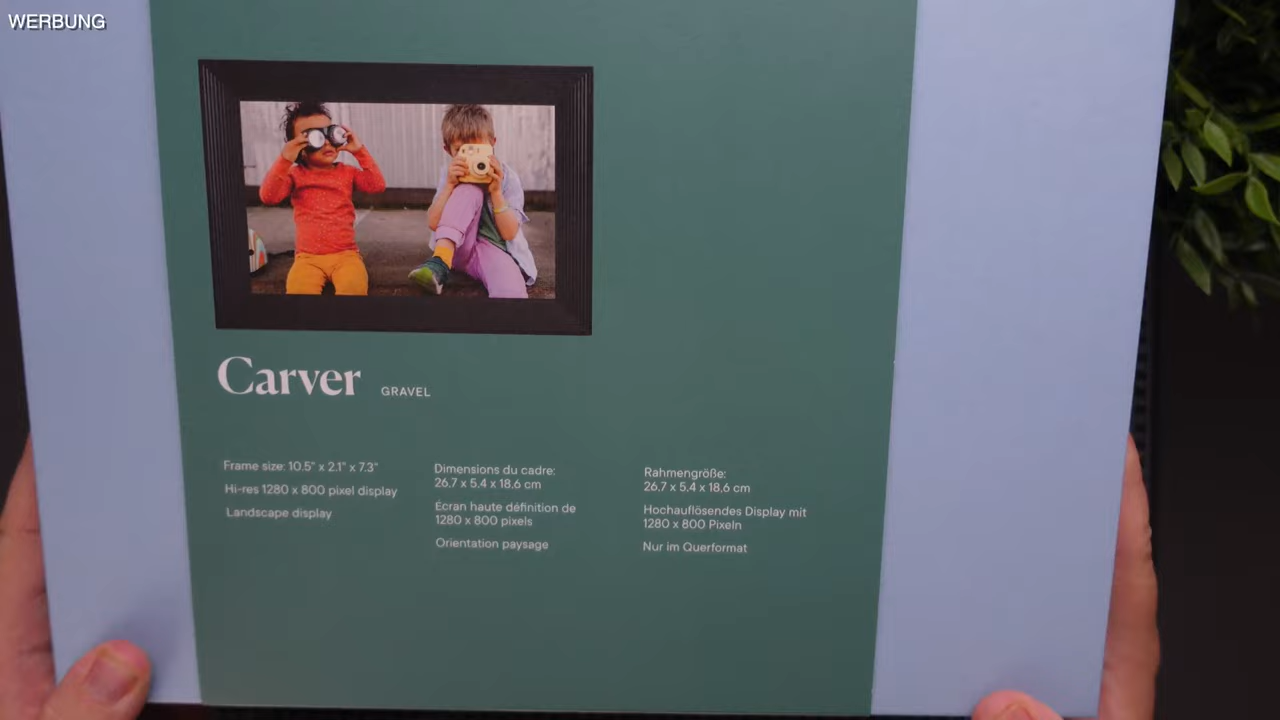 WERBUNG
Carver GRAVEL
Frame size: 10.5" x 2.1" x 7.3"
Hi-res 1280 x 800 pixel display
Landscape display
Dimensions du cadre:
26.7 x 5.4 x 18.6 cm
Écran haute définition de
1280 x 800 pixels
Orientation paysage
Rahmengröße:
26.7 x 5.4 x 18.6 cm
Hochauflösendes Display mit
1280 x 800 Pixeln
Nur im Querformat